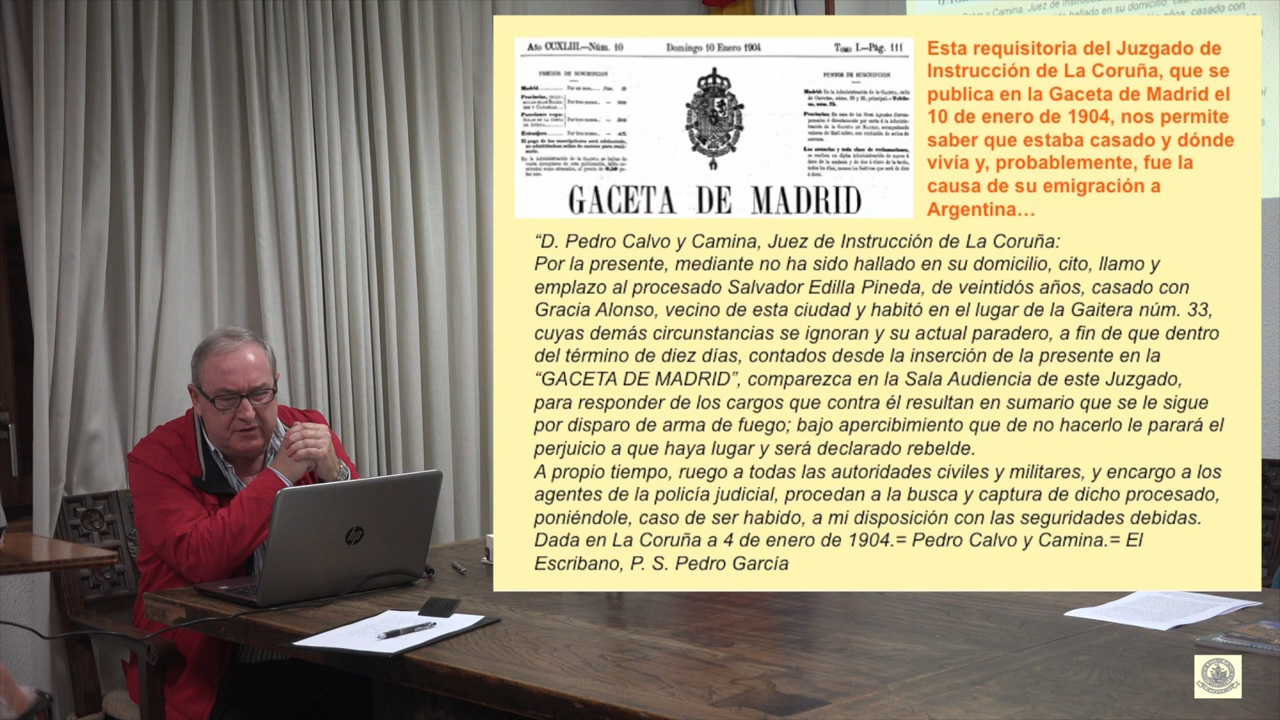 Año CCXLIII.—Núm. 10
Domingo 10 Enero 1904
Tomo I.—Pág. 111
PRECIOS DE SUSCRIPCIÓN
PUNTOS DE SUSCRIPCIÓN
GACETA DE MADRID
Esta requisitoria del Juzgado de
Instrucción de La Coruña, que se
publica en la Gaceta de Madrid el
10 de enero de 1904, nos permite
saber que estaba casado y dónde
vivía y, probablemente, fue la
causa de su emigración a
Argentina…
“D. Pedro Calvo y Camina, Juez de Instrucción de La Coruña:
Por la presente, mediante no ha sido hallado en su domicilio, cito, llamo y
emplazo al procesado Salvador Edilla Pineda, de veintidós años, casado con
Gracia Alonso, vecino de esta ciudad y habitó en el lugar de la Gaitera núm. 33,
cuyas demás circunstancias se ignoran y su actual paradero, a fin de que dentro
del término de diez días, contados desde la inserción de la presente en la
“GACETA DE MADRID”, comparezca en la Sala Audiencia de este Juzgado,
para responder de los cargos que contra él resultan en sumario que se le sigue
por disparo de arma de fuego; bajo apercibimiento que de no hacerlo le parará el
perjuicio a que haya lugar y será declarado rebelde.
A propio tiempo, ruego a todas las autoridades civiles y militares, y encargo a los
agentes de la policía judicial, procedan a la busca y captura de dicho procesado,
poniéndole, caso de ser habido, a mi disposición con las seguridades debidas.
Dada en La Coruña a 4 de enero de 1904.= Pedro Calvo y Camina.= El
Escribano, P. S. Pedro García
hp